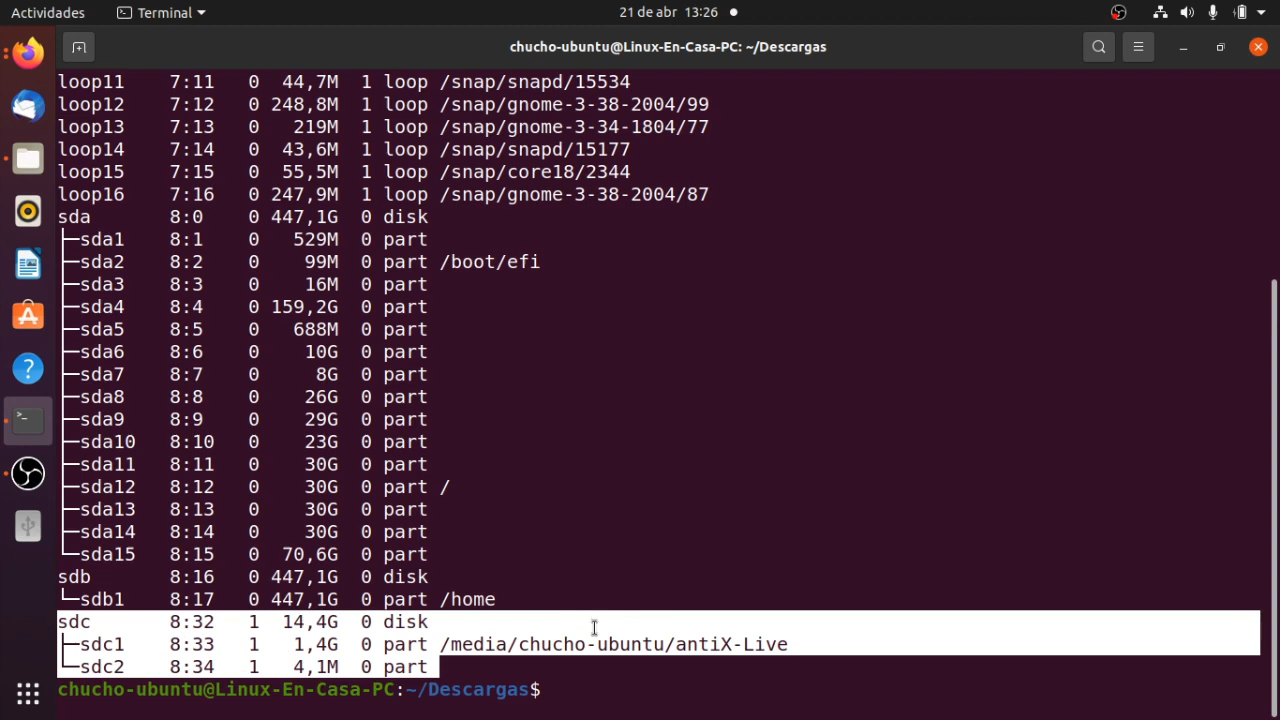 Actividades Terminal 21 de abr 13:26
chucho-ubuntu@Linux-En-Casa-PC: ~/Descargas
loop11 7:11 0 44,7M 1 loop /snap/snapd/15534
loop12 7:12 0 248,8M 1 loop /snap/gnome-3-38-2004/99
loop13 7:13 0 219M 1 loop /snap/gnome-3-34-1804/77
loop14 7:14 0 43,6M 1 loop /snap/snapd/15177
loop15 7:15 0 55,5M 1 loop /snap/core18/2344
loop16 7:16 0 247,9M 1 loop /snap/gnome-3-38-2004/87
sda 8:0 0 447,1G 0 disk
├─sda1 8:1 0 529M 0 part
├─sda2 8:2 0 99M 0 part /boot/efi
├─sda3 8:3 0 16M 0 part
├─sda4 8:4 0 159,2G 0 part
├─sda5 8:5 0 688M 0 part
├─sda6 8:6 0 10G 0 part
├─sda7 8:7 0 8G 0 part
├─sda8 8:8 0 26G 0 part
├─sda9 8:9 0 29G 0 part
├─sda10 8:10 0 23G 0 part
├─sda11 8:11 0 30G 0 part
├─sda12 8:12 0 30G 0 part /
├─sda13 8:13 0 30G 0 part
├─sda14 8:14 0 30G 0 part
└─sda15 8:15 0 70,6G 0 part
sdb 8:16 0 447,1G 0 disk
└─sdb1 8:17 0 447,1G 0 part /home
sdc 8:32 1 14,4G 0 disk
├─sdc1 8:33 1 1,4G 0 part /media/chucho-ubuntu/antiX-Live
└─sdc2 8:34 1 4,1M 0 part
chucho-ubuntu@Linux-En-Casa-PC:~/Descargas$